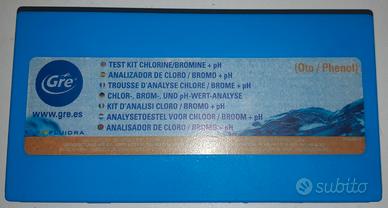 Gre
www.gre.es
FLUIDRA
TEST KIT CHLORINE/BROMINE + pH
(Oto / Phenol)
ANALIZADOR DE CLORO / BROMO + pH
TROUSSE D'ANALYSE CHLORE / BROME + pH
CHLOR-, BROM-, UND pH-WERT-ANALYSE
KIT D'ANALISI CLORO / BROMO + pH
ANALYSETOESTEL VOOR CHLOOR / BROOM + pH
ANALISADOR DE CLORO / BROMO + pH
subito